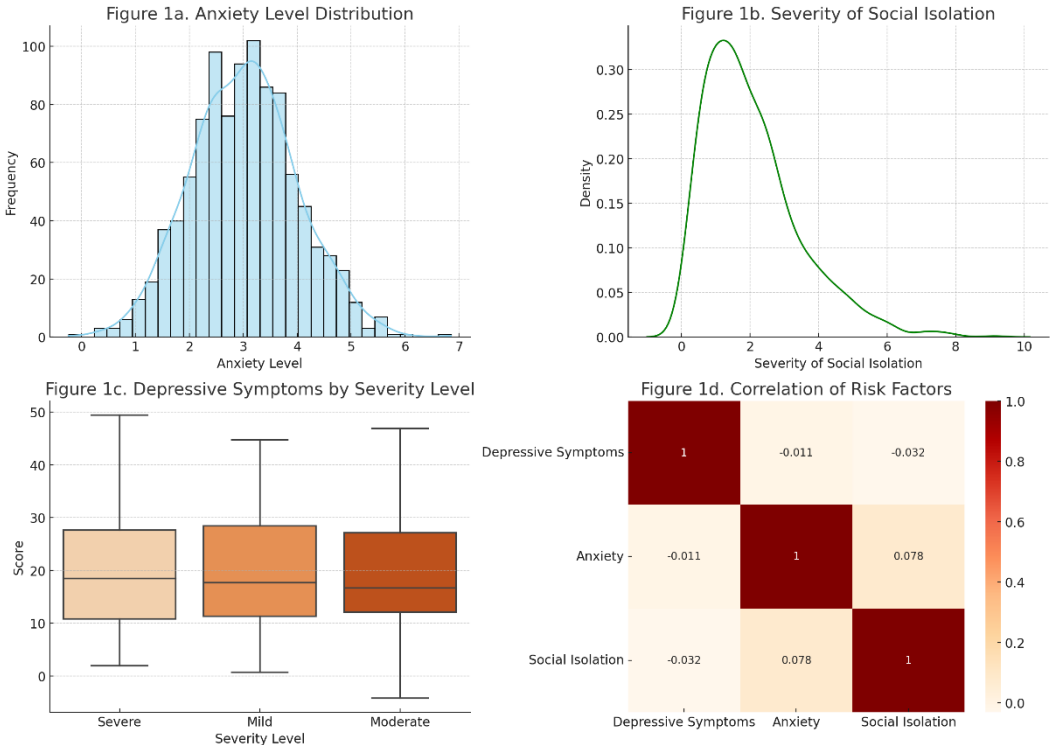 Figure 1a. Anxiety Level Distribution
100
80
60
40
20
0
Frequency
0 1 2 3 4 5 6 7
Anxiety Level
Figure 1b. Severity of Social Isolation
0.30
0.25
0.20
0.15
0.10
0.05
0.00
Density
0 2 4 6 8 10
Severity of Social Isolation
Figure 1c. Depressive Symptoms by Severity Level
50
40
30
20
10
0
Score
Severe Mild Moderate
Severity Level
Figure 1d. Correlation of Risk Factors
Depressive Symptoms 1 -0.011 -0.032
Anxiety -0.011 1 0.078
Social Isolation -0.032 0.078 1
Depressive Symptoms Anxiety Social Isolation
1.0
0.8
0.6
0.4
0.2
0.0